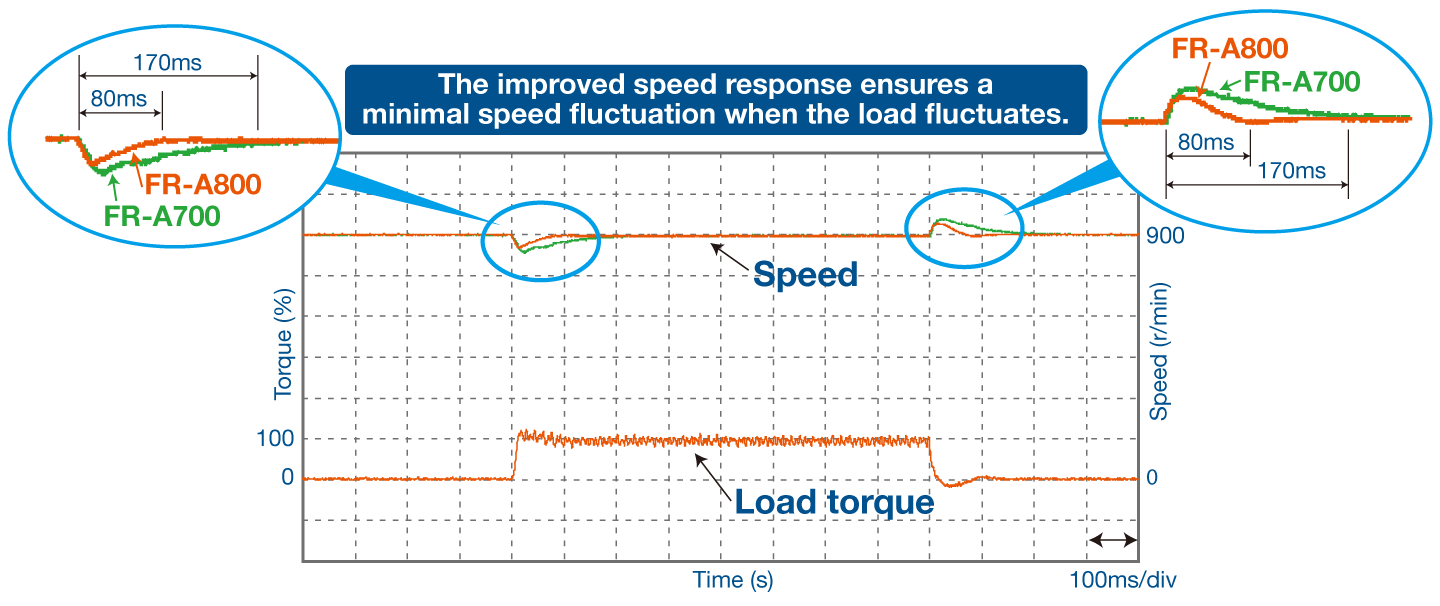 170ms
80ms
FR-A800
FR-A700
The improved speed response ensures a
minimal speed fluctuation when the load fluctuates.
FR-A800
FR-A700
80ms
170ms
900
Speed
Torque (%)
Speed (r/min)
100
0
0
Load torque
Time (s)
100ms/div